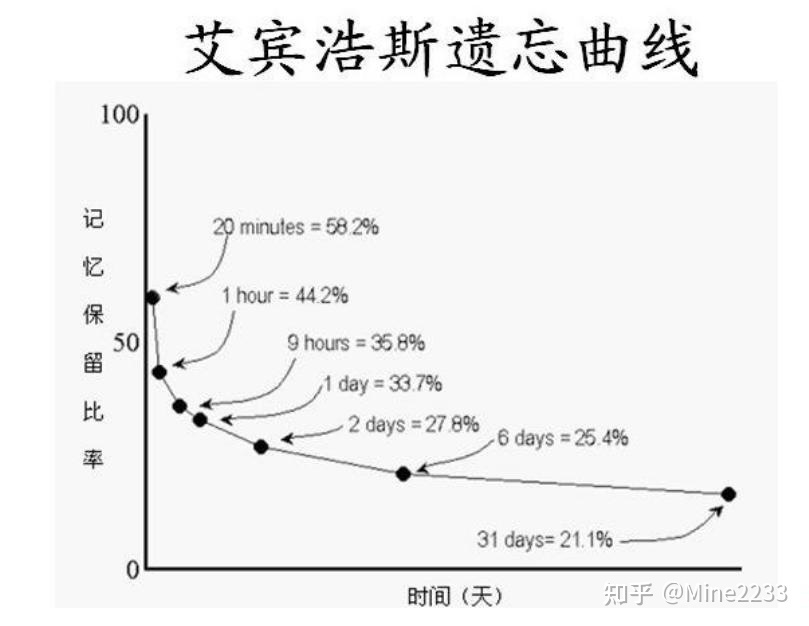 艾宾浩斯遗忘曲线
100
记忆保留比率
20 minutes = 58.2%
1 hour = 44.2%
50
9 hours = 35.8%
1 day = 33.7%
2 days = 27.8%
6 days = 25.4%
31 days= 21.1%
0
时间（天）
知乎 @Mine2233